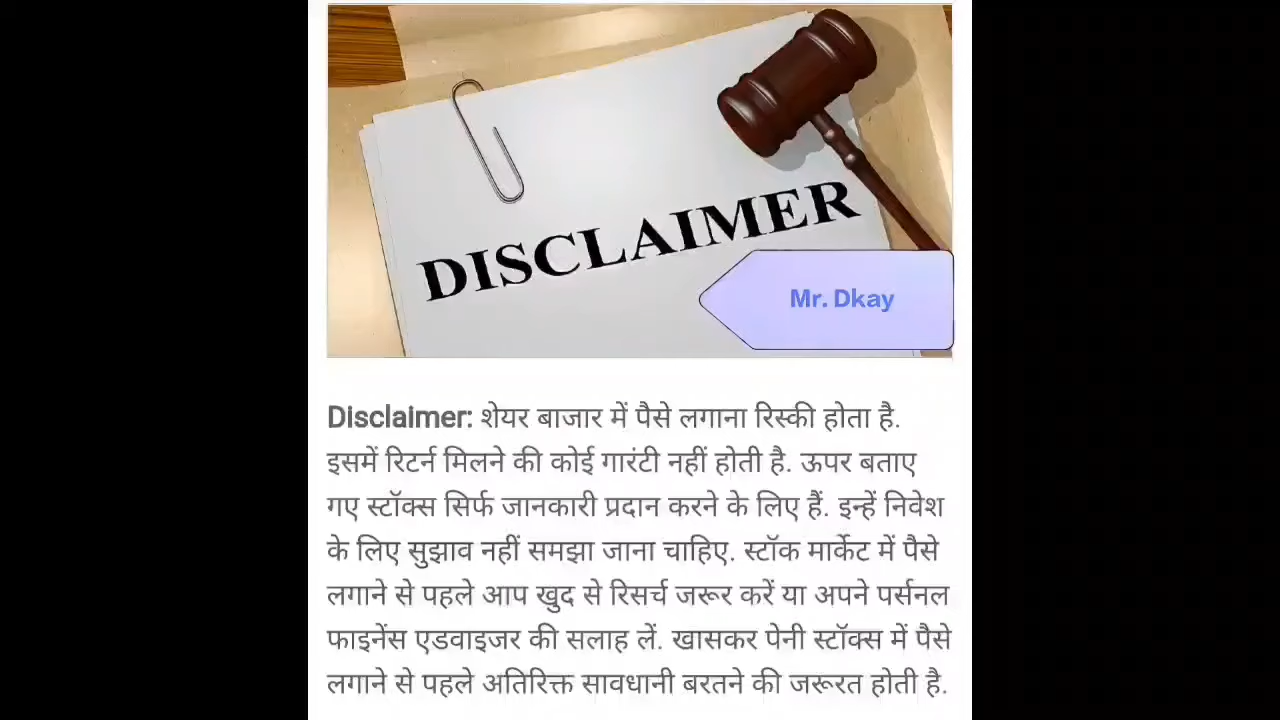 DISCLAIMER
Mr. Dkay
Disclaimer: शेयर बाजार में पैसे लगाना रिस्की होता है.
इसमें रिटर्न मिलने की कोई गारंटी नहीं होती है. ऊपर बताए
गए स्टॉक्स सिर्फ जानकारी प्रदान करने के लिए हैं. इन्हें निवेश
के लिए सुझाव नहीं समझा जाना चाहिए. स्टॉक मार्केट में पैसे
लगाने से पहले आप खुद से रिसर्च जरूर करें या अपने पर्सनल
फाइनेंस एडवाइजर की सलाह लें. खासकर पेनी स्टॉक्स में पैसे
लगाने से पहले अतिरिक्त सावधानी बरतने की जरूरत होती है.